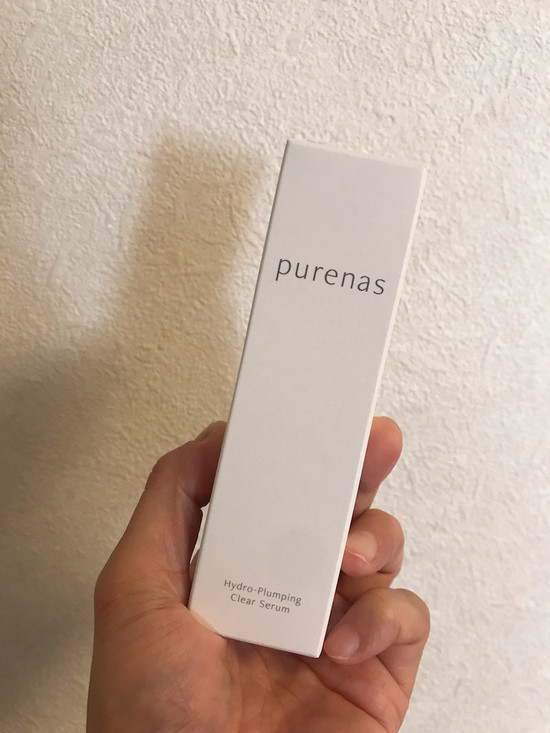 purenas
Hydro-Plumping
Clear Serum